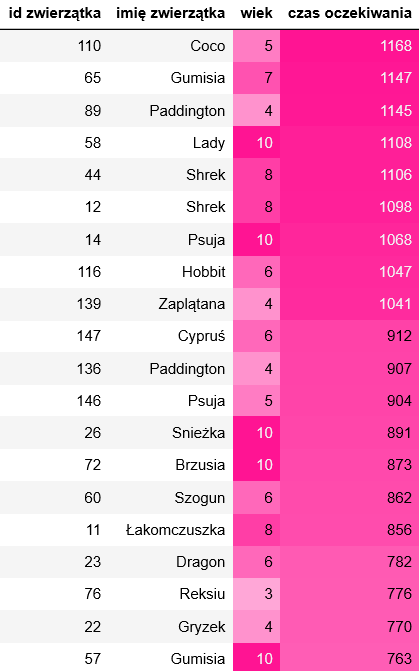 id zwierzątka imię zwierzątka wiek czas oczekiwania
110 Coco 5 1168
65 Gumisia 7 1147
89 Paddington 4 1145
58 Lady 10 1108
44 Shrek 8 1106
12 Shrek 8 1098
14 Psuja 10 1068
116 Hobbit 6 1047
139 Zaplątana 4 1041
147 Cypruś 6 912
136 Paddington 4 907
146 Psuja 5 904
26 Snieżka 10 891
72 Brzusia 10 873
60 Szogun 6 862
11 Łakomczuszka 8 856
23 Dragon 6 782
76 Reksiu 3 776
22 Gryzek 4 770
57 Gumisia 10 763